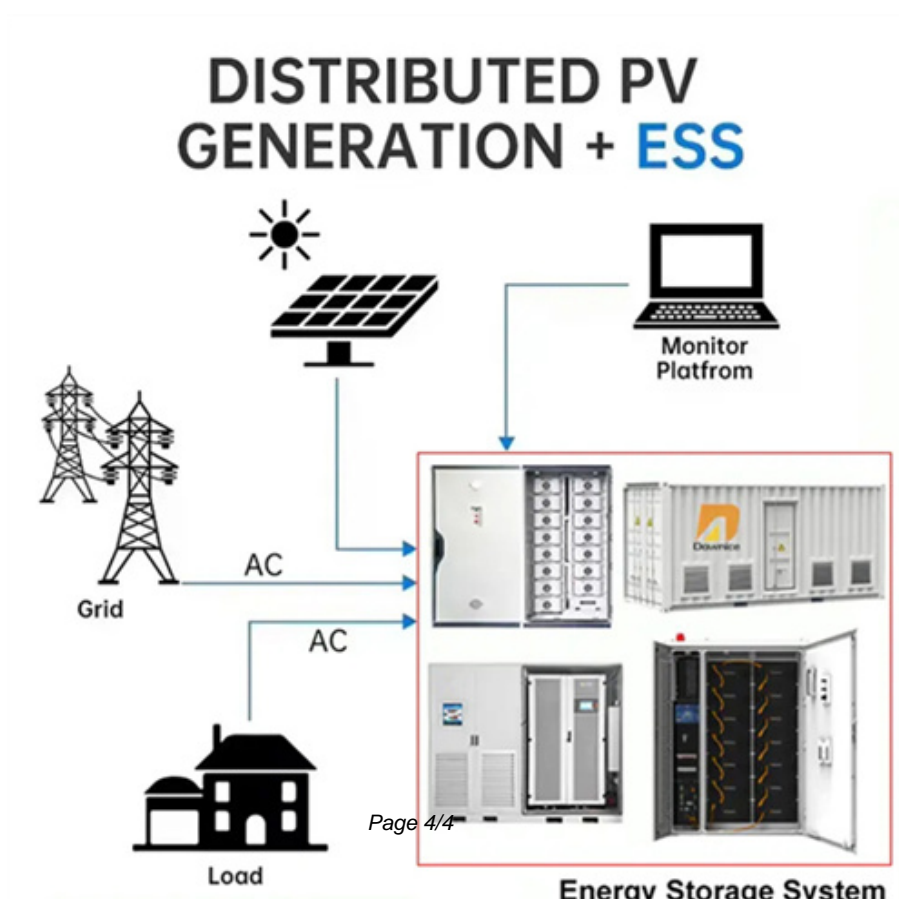 DISTRIBUTED PV
GENERATION + ESS
Monitor
Platfrom
AC
Grid
AC
Page 4/4
Load
Energy Storage System